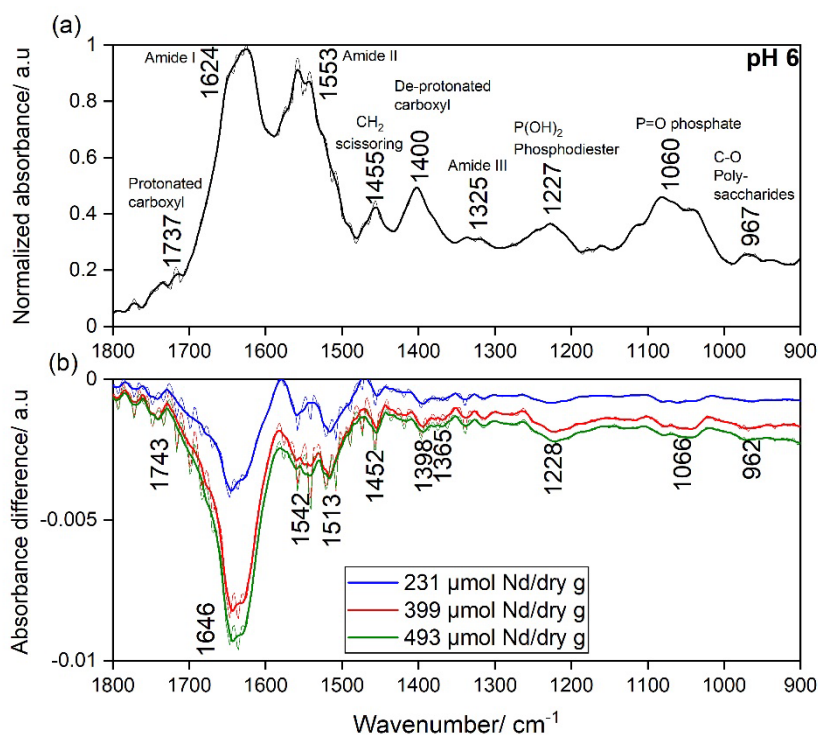 (a)
pH 6
Normalized absorbance/ a.u
1
0.8
0.6
0.4
0.2
0
Protonated
carboxyl
1737
Amide I
1624
1553
Amide II
CH2
scissoring
1455
De-protonated
carboxyl
1400
Amide III
1325
P(OH)2
Phosphodiester
1227
P=O phosphate
1060
C-O
Poly-
saccharides
967
1800 1700 1600 1500 1400 1300 1200 1100 1000 900
(b)
Absorbance difference/ a.u
0
-0.005
-0.01
1743
1646
1542
1513
1452
1398
1365
1228
1066
962
231 µmol Nd/dry g
399 µmol Nd/dry g
493 µmol Nd/dry g
1800 1700 1600 1500 1400 1300 1200 1100 1000 900
Wavenumber/ cm-1